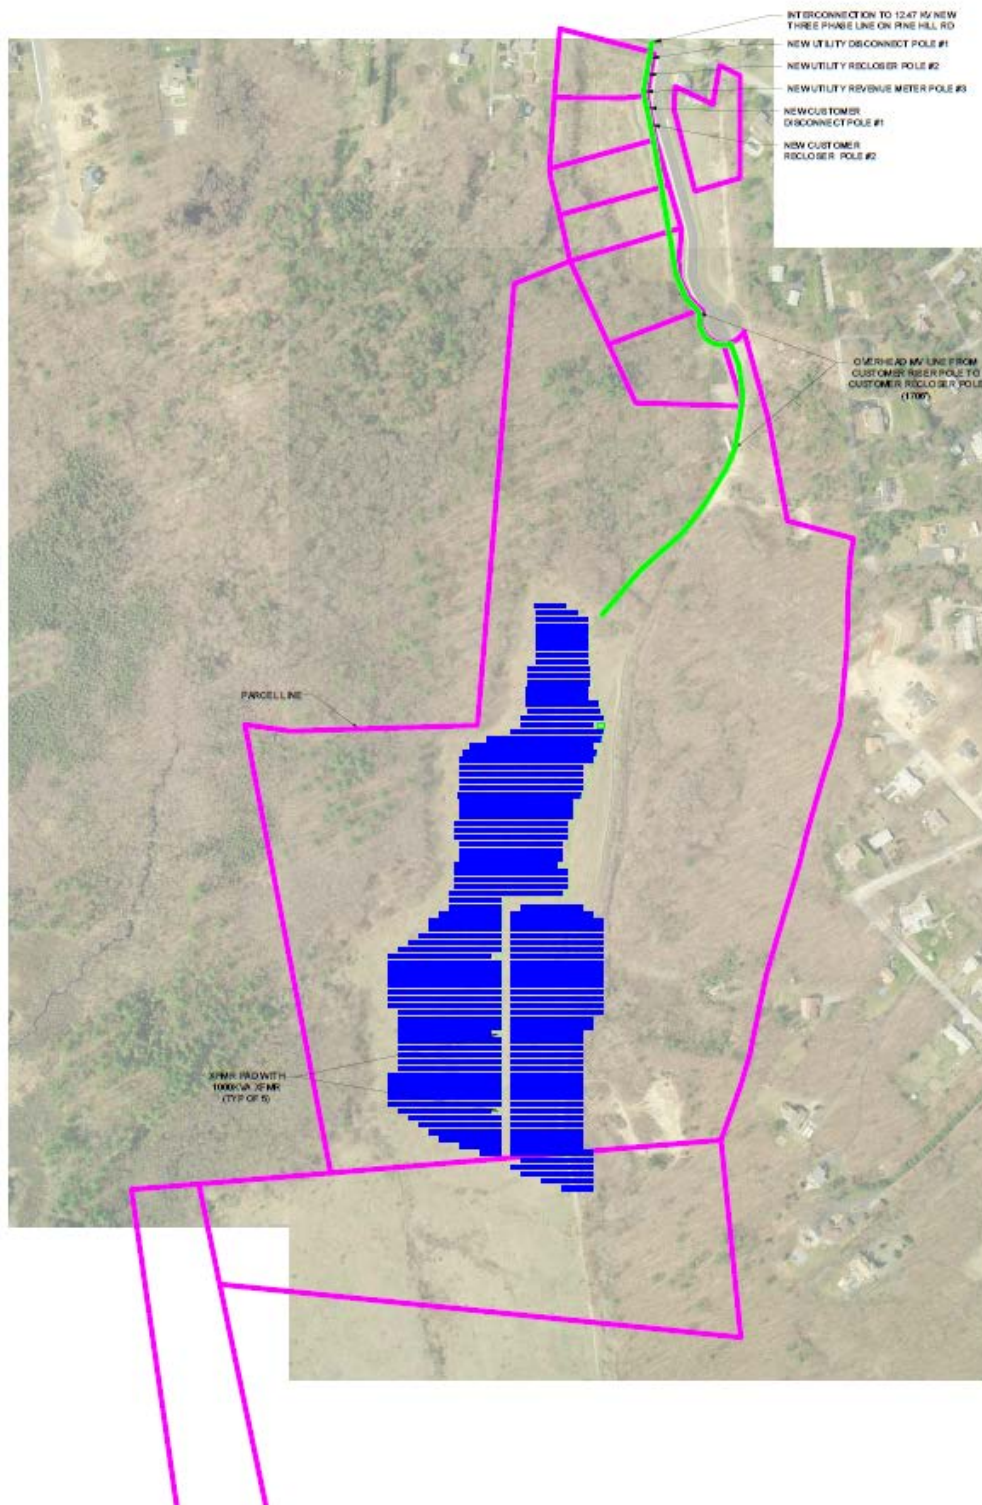 INTERCONNECTION TO 12.47 KV NEW
THREE PHASE LINE ON PINE HILL RD
NEW UTILITY DISCONNECT POLE #1
NEW UTILITY RECLOSER POLE #2
NEW UTILITY REVENUE METER POLE #3
NEW CUSTOMER
DISCONNECT POLE #1
NEW CUSTOMER
RECLOSER POLE #2
OVERHEAD MV LINE FROM
CUSTOMER RISER POLE TO
CUSTOMER RECLOSER POLE
(1706')
PARCEL LINE
XFMR PAD WITH
1000KVA XFMR
(TYP OF 5)